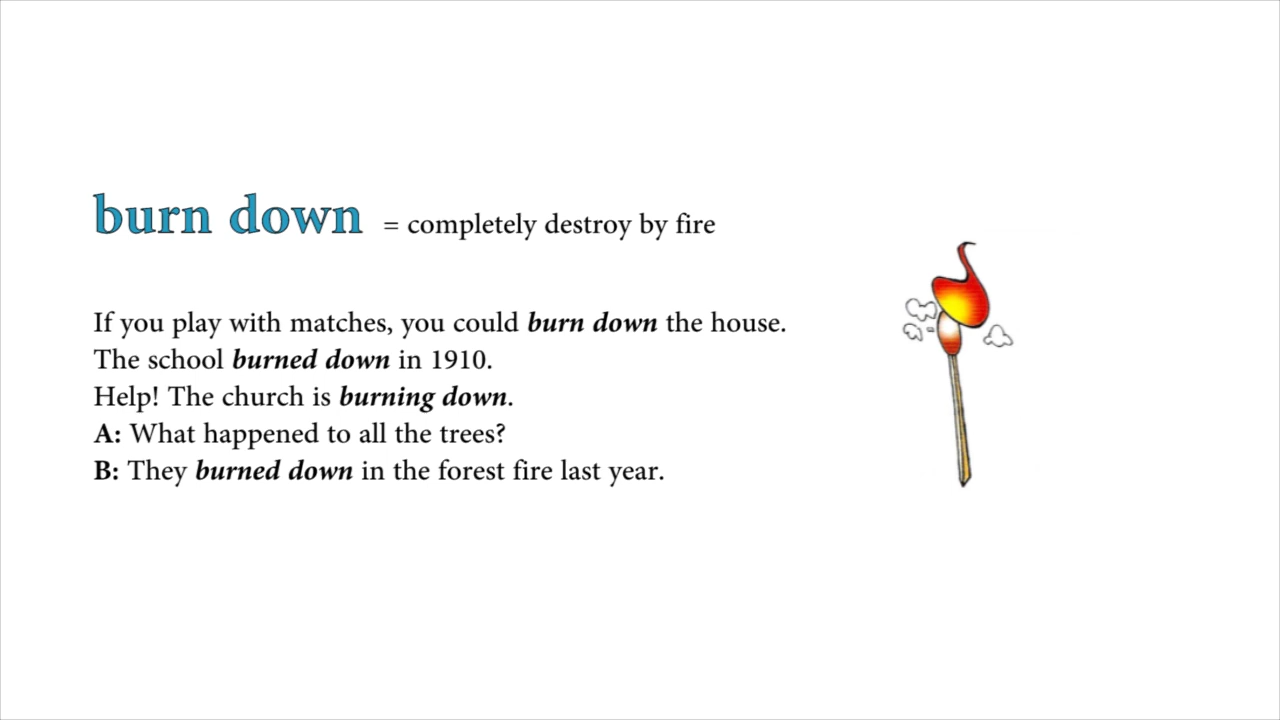 burn down = completely destroy by fire
If you play with matches, you could burn down the house.
The school burned down in 1910.
Help! The church is burning down.
A: What happened to all the trees?
B: They burned down in the forest fire last year.